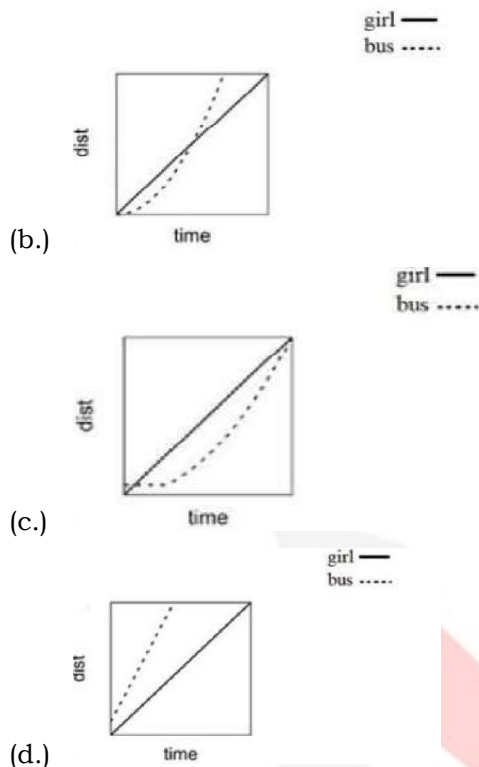 girl
bus
dist
time
(b.)
girl
bus
dist
time
(c.)
girl
bus
dist
time
(d.)